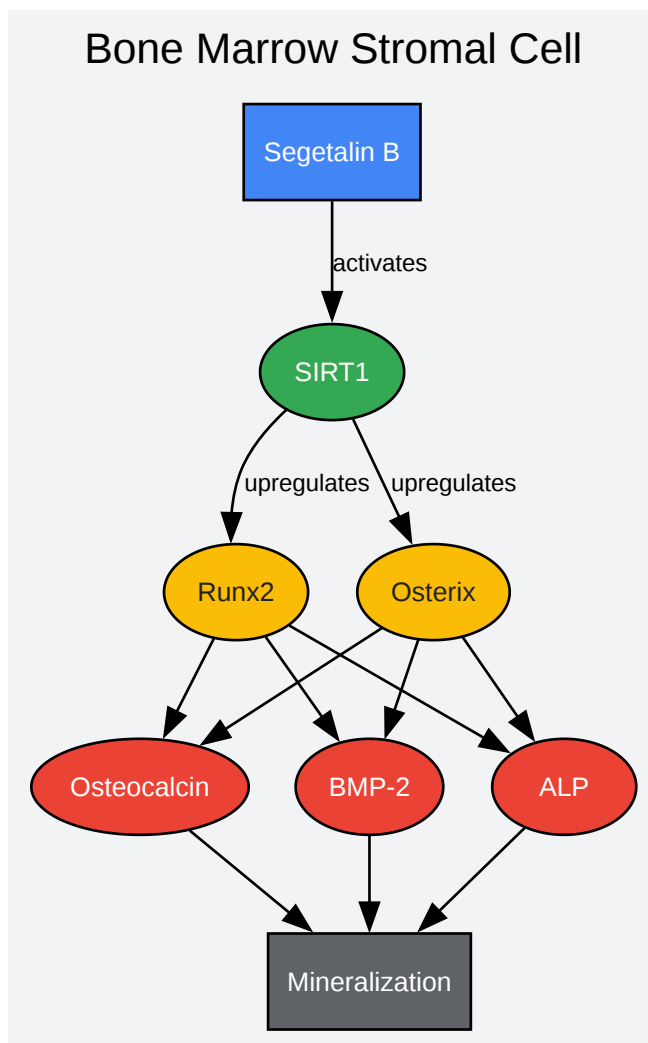 Bone Marrow Stromal Cell
Segetalin B
activates
SIRT1
upregulates upregulates
Runx2 Osterix
Osteocalcin BMP-2 ALP
Mineralization